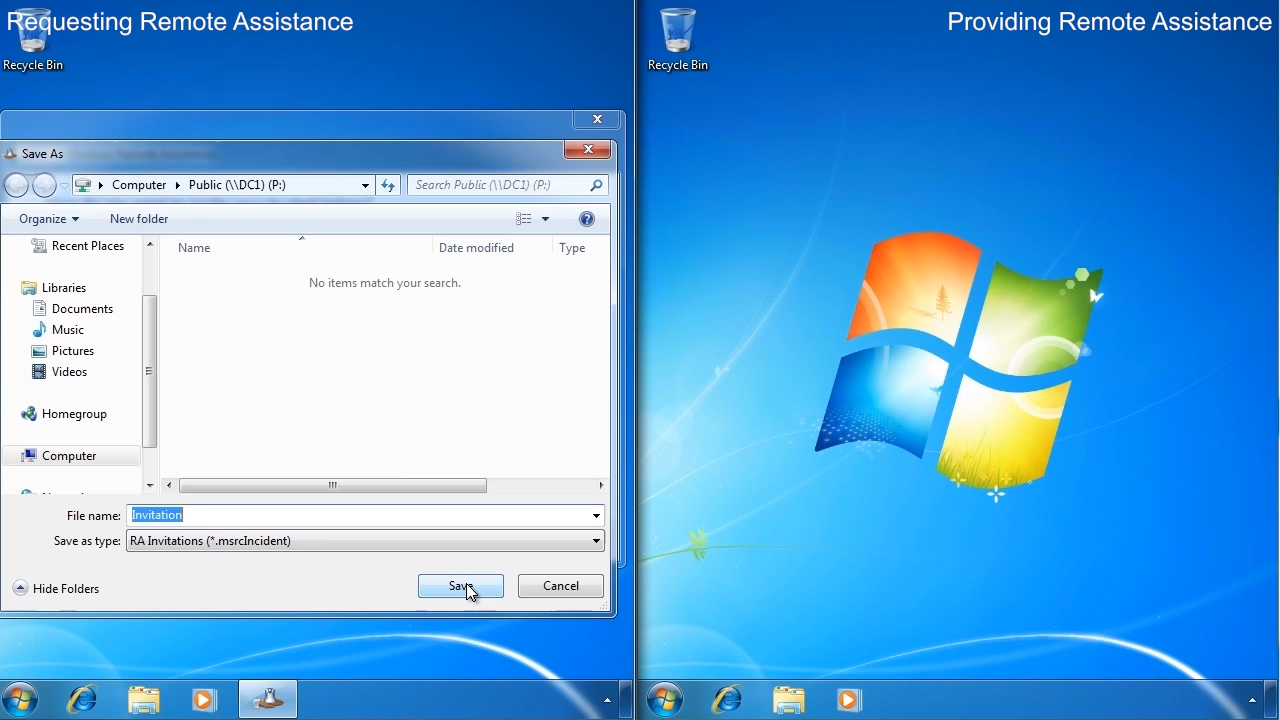 Requesting Remote Assistance
Providing Remote Assistance
Recycle Bin
Recycle Bin
Save As
Computer
Public (\\DC1) (P:)
Search Public (\\DC1) (P:)
Organize
New folder
Recent Places
Libraries
Documents
Music
Pictures
Videos
Homegroup
Computer
Name
Date modified
Type
No items match your search.
File name:
Invitation
Save as type:
RA Invitations (*.msrcIncident)
Hide Folders
Save
Cancel